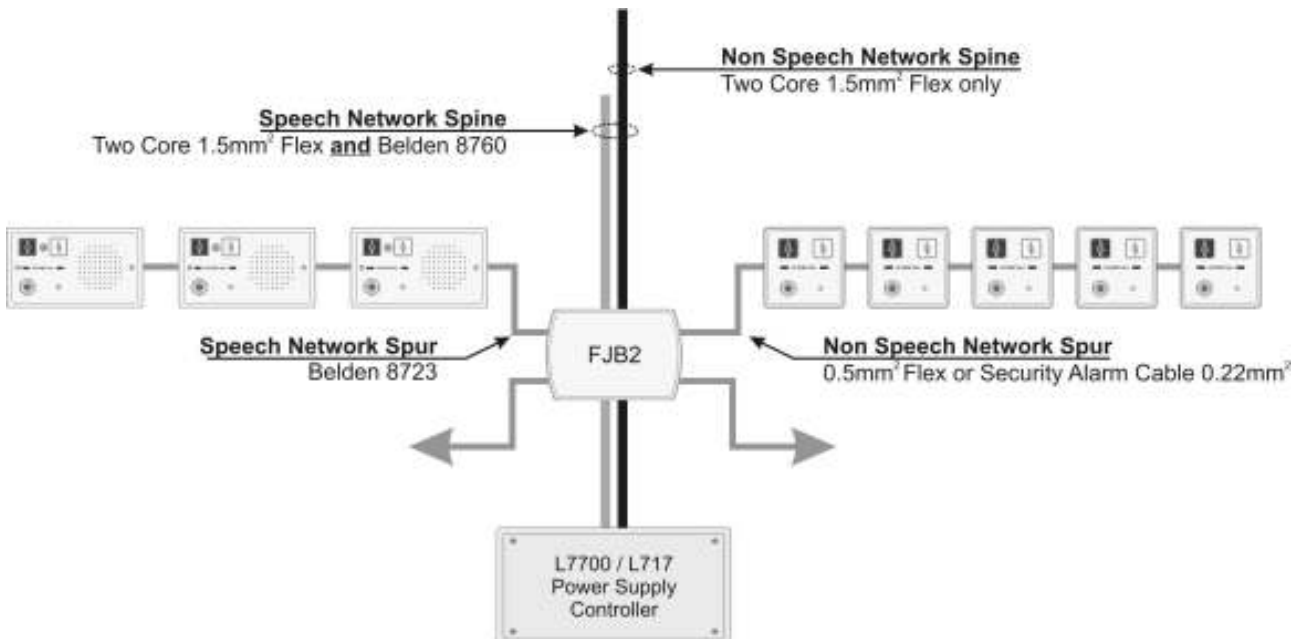 Non Speech Network Spine
Two Core 1.5mm² Flex only
Speech Network Spine
Two Core 1.5mm² Flex and Belden 8760
Speech Network Spur
Belden 8723
FJB2
Non Speech Network Spur
0.5mm² Flex or Security Alarm Cable 0.22mm²
L7700 / L717
Power Supply
Controller